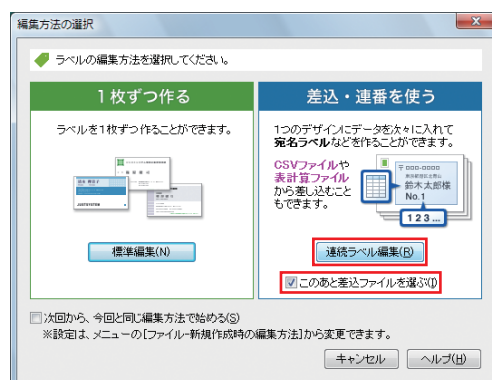 編集方法の選択
ラベルの編集方法を選択してください。
1枚ずつ作る
ラベルを1枚ずつ作ることができます。
標準編集(N)
差込・連番を使う
1つのデザインにデータを次々に入れて
宛名ラベルなどを作ることができます。
CSVファイルや
表計算ファイル
から差し込むこと
もできます。
〒000-0000
鈴木太郎様
No.1
1 2 3 ...
連続ラベル編集(R)
このあと差込ファイルを選ぶ(I)
次回から、今回と同じ編集方法で始める(S)
※設定は、メニューの[ファイル-新規作成時の編集方法]から変更できます。
キャンセル
ヘルプ(H)